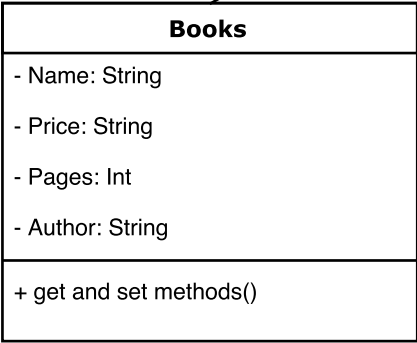 Books
- Name: String
- Price: String
- Pages: Int
- Author: String
+ get and set methods()